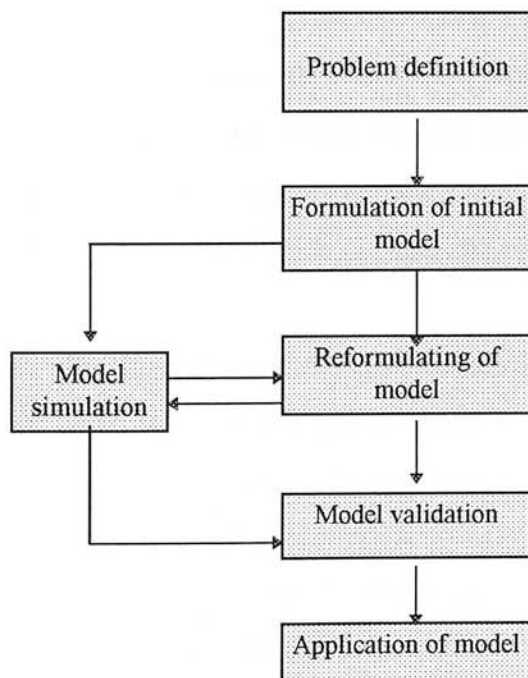 Problem definition
Formulation of initial
model
Reformulating of
model
Model
simulation
Model validation
Application of model